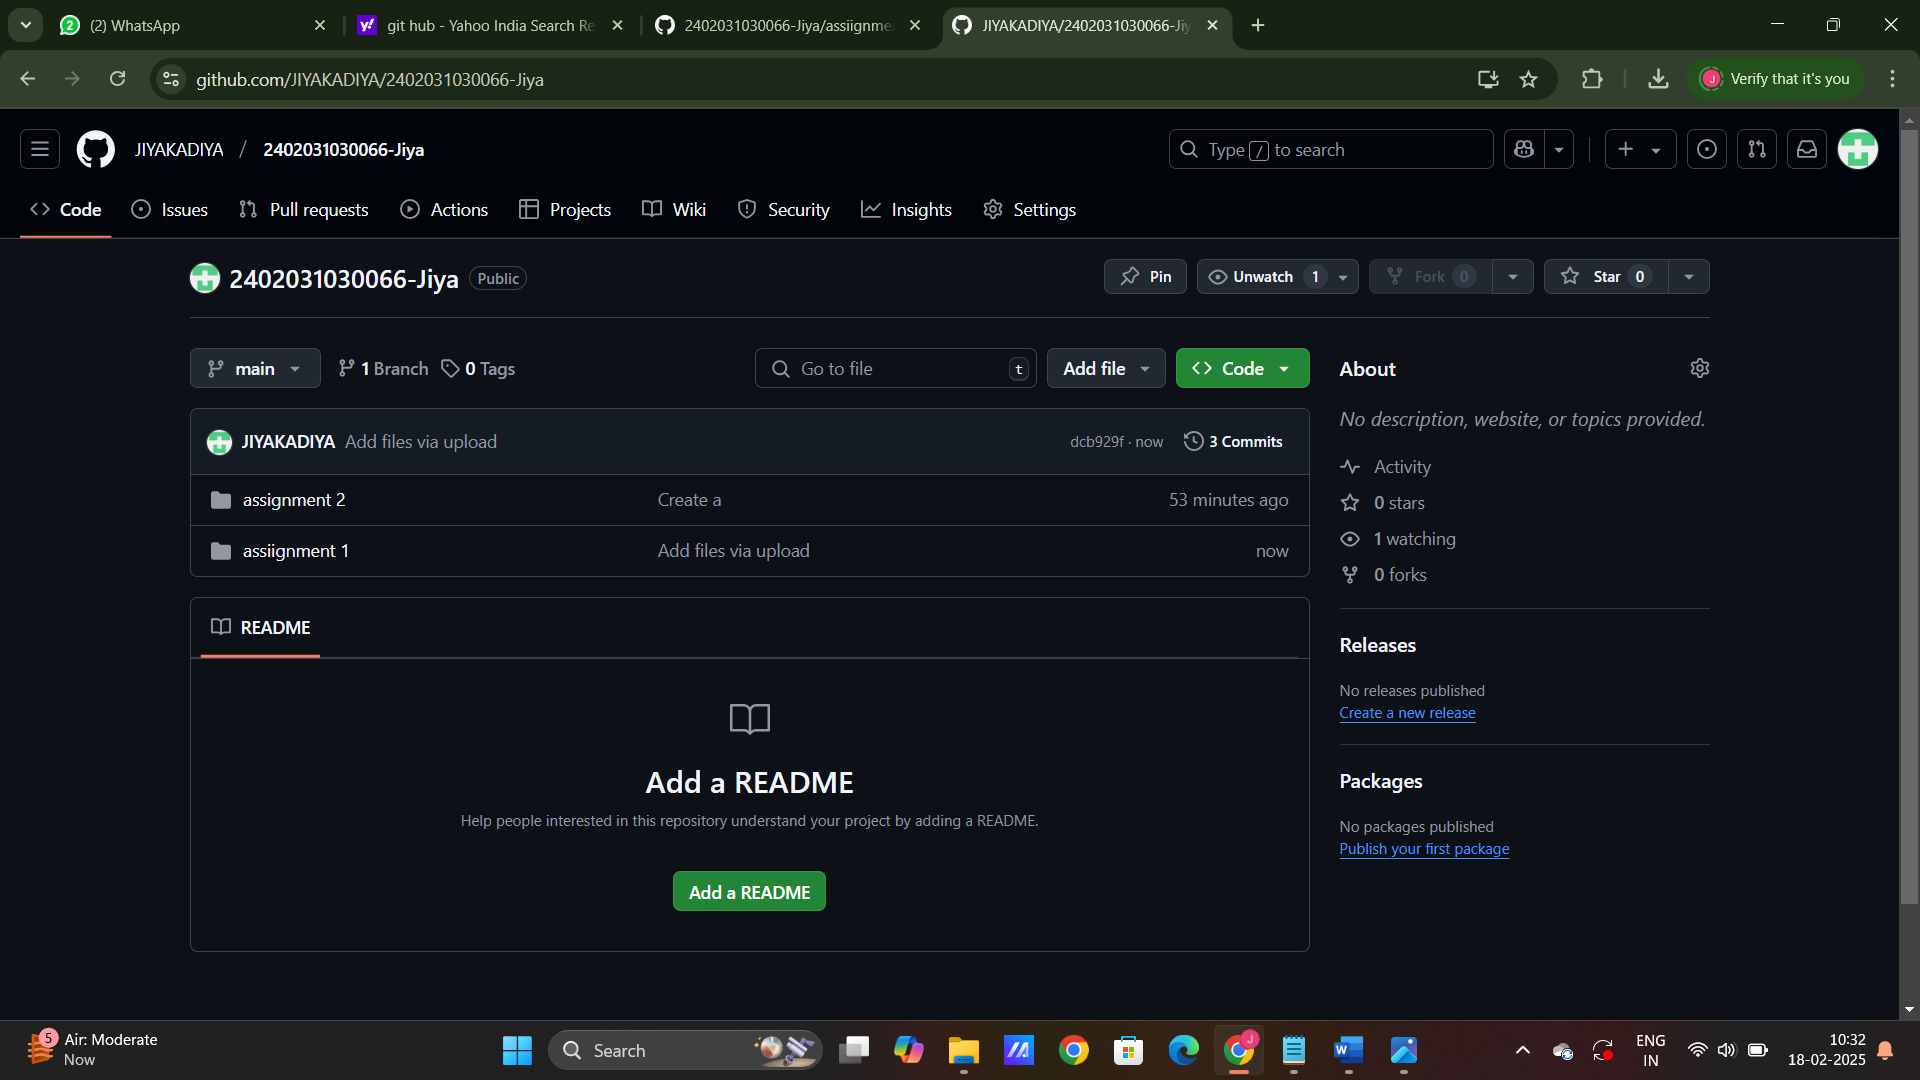 (2) WhatsApp
git hub - Yahoo India Search Re
2402031030066-Jiya/assiignme
JIYAKADIYA/2402031030066-Jiy
github.com/JIYAKADIYA/2402031030066-Jiya
J
Verify that it's you
JIYAKADIYA / 2402031030066-Jiya
Type / to search
Code
Issues
Pull requests
Actions
Projects
Wiki
Security
Insights
Settings
2402031030066-Jiya
Public
Pin
Unwatch 1
Fork 0
Star 0
main
1 Branch
0 Tags
Go to file
t
Add file
Code
JIYAKADIYA Add files via upload
dcb929f · now
3 Commits
assignment 2 Create a 53 minutes ago
assiignment 1 Add files via upload now
README
Add a README
Help people interested in this repository understand your project by adding a README.
Add a README
About
No description, website, or topics provided.
Activity
0 stars
1 watching
0 forks
Releases
No releases published
Create a new release
Packages
No packages published
Publish your first package
5
Air: Moderate
Now
Search
J
ENG
IN
10:32
18-02-2025